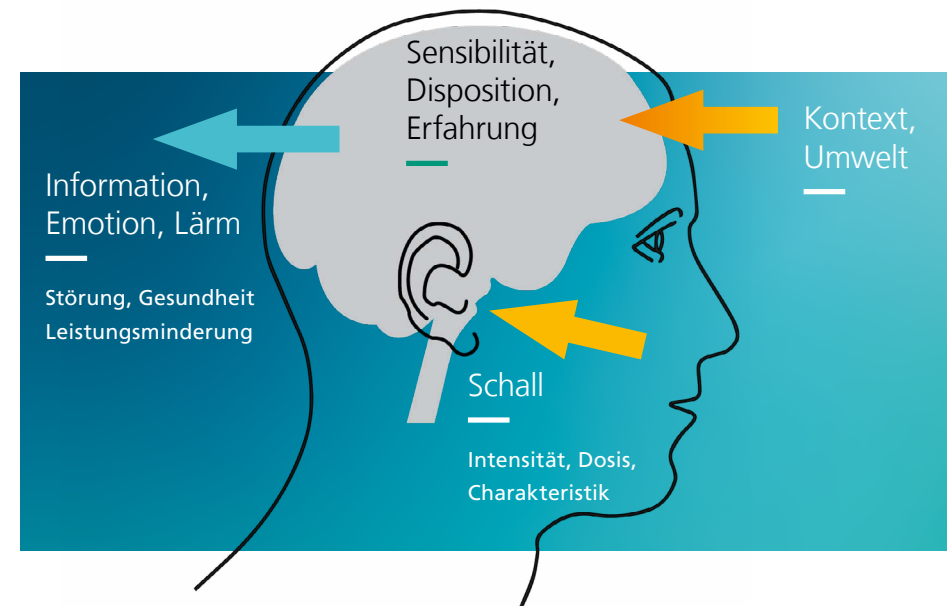 Sensibilität,
Disposition,
Erfahrung
Kontext,
Umwelt
Information,
Emotion, Lärm
Störung, Gesundheit
Leistungsminderung
Schall
Intensität, Dosis,
Charakteristik